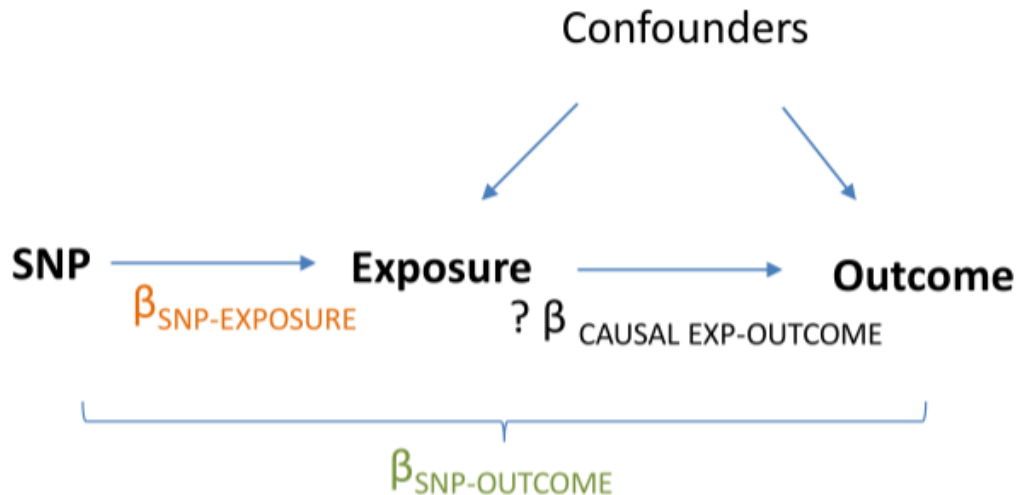 Confounders
SNP
Exposure
Outcome
βSNP-EXPOSURE
? β CAUSAL EXP-OUTCOME
βSNP-OUTCOME